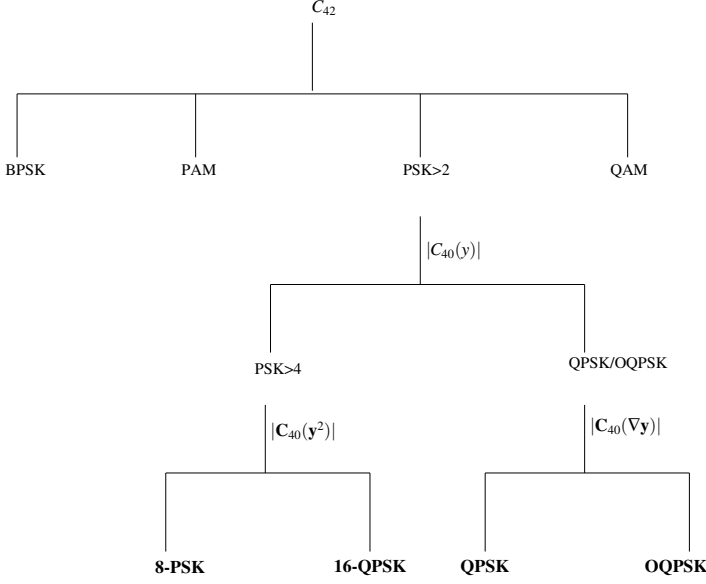 C₄₂
BPSK PAM PSK>2 QAM
|C₄₀(y)|
PSK>4 QPSK/OQPSK
|C₄₀(y²)| |C₄₀(∇y)|
8-PSK 16-QPSK QPSK OQPSK